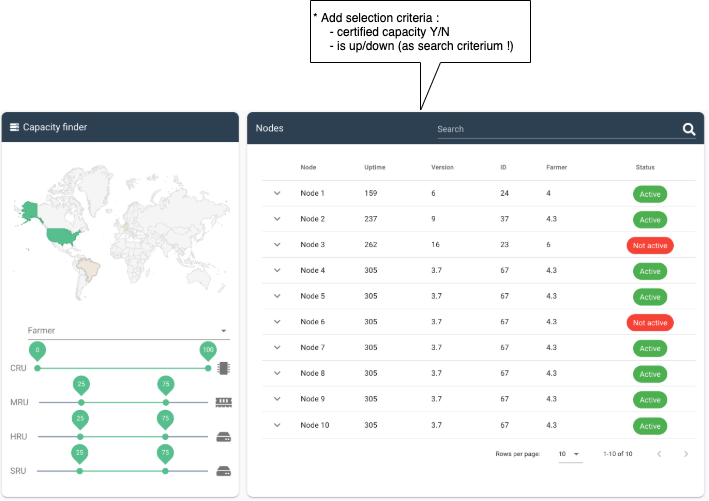 * Add selection criteria :
- certified capacity Y/N
- is up/down (as search criterium !)
Capacity finder
Farmer
0 100
CRU
25 75
MRU
25 75
HRU
25 75
SRU
Nodes Search
Node Uptime Version ID Farmer Status
Node 1 159 6 24 4 Active
Node 2 237 9 37 4.3 Active
Node 3 262 16 23 6 Not active
Node 4 305 3.7 67 4.3 Active
Node 5 305 3.7 67 4.3 Active
Node 6 305 3.7 67 4.3 Not active
Node 7 305 3.7 67 4.3 Active
Node 8 305 3.7 67 4.3 Active
Node 9 305 3.7 67 4.3 Active
Node 10 305 3.7 67 4.3 Active
Rows per page: 10 1-10 of 10